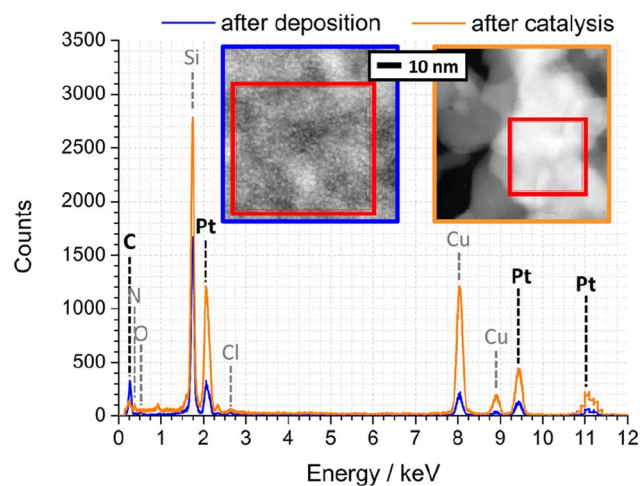 after deposition after catalysis
10 nm
3500
3000
2500
2000
1500
1000
500
0
Counts
C
N
O
Si
Pt
Cl
Cu
Cu
Pt
Pt
0 1 2 3 4 5 6 7 8 9 10 11 12
Energy / keV